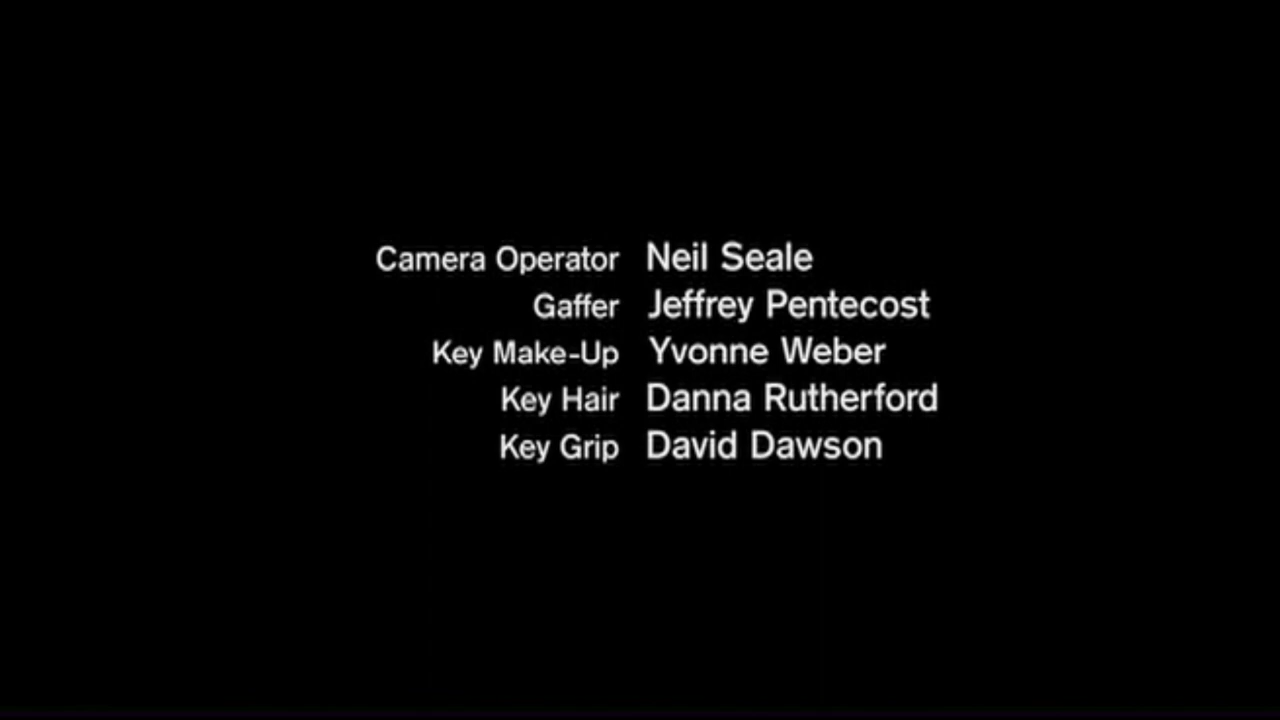 Camera Operator Neil Seale
Gaffer Jeffrey Pentecost
Key Make-Up Yvonne Weber
Key Hair Danna Rutherford
Key Grip David Dawson